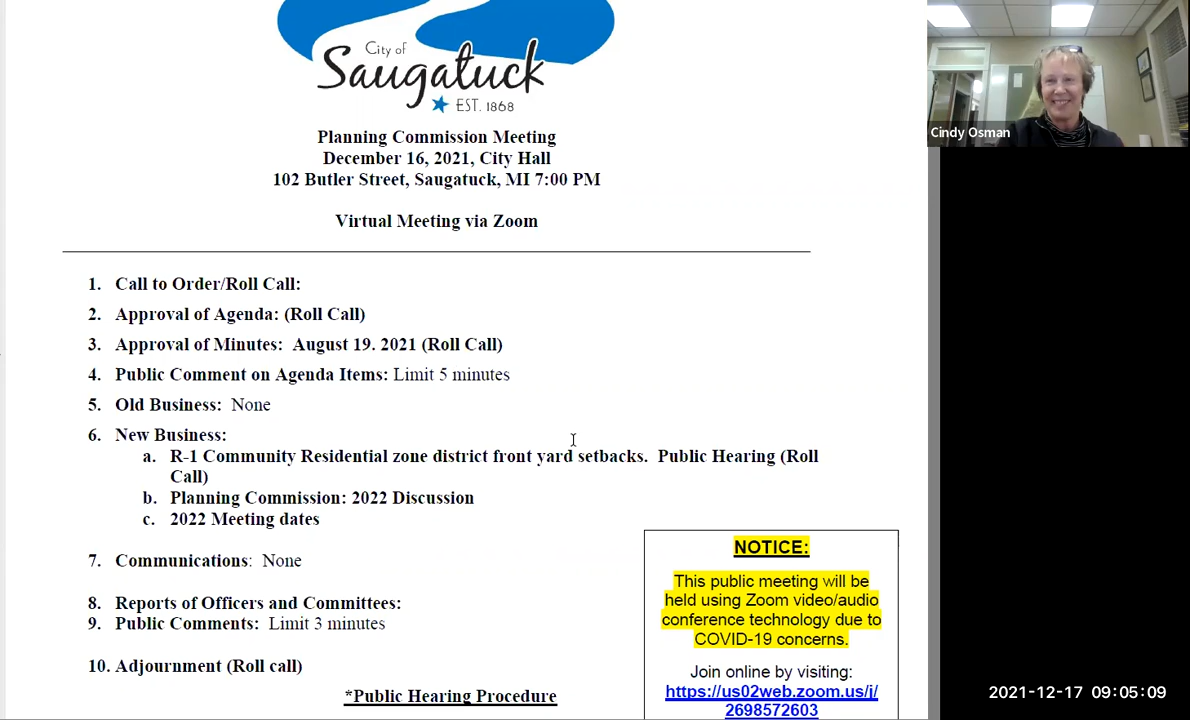 City of
Saugatuck
EST. 1868
Planning Commission Meeting
December 16, 2021, City Hall
102 Butler Street, Saugatuck, MI 7:00 PM
Virtual Meeting via Zoom
1. Call to Order/Roll Call:
2. Approval of Agenda: (Roll Call)
3. Approval of Minutes: August 19. 2021 (Roll Call)
4. Public Comment on Agenda Items: Limit 5 minutes
5. Old Business: None
6. New Business:
a. R-1 Community Residential zone district front yard setbacks. Public Hearing (Roll
Call)
b. Planning Commission: 2022 Discussion
c. 2022 Meeting dates
7. Communications: None
8. Reports of Officers and Committees:
9. Public Comments: Limit 3 minutes
10. Adjournment (Roll call)
*Public Hearing Procedure
NOTICE:
This public meeting will be
held using Zoom video/audio
conference technology due to
COVID-19 concerns.
Join online by visiting:
https://us02web.zoom.us/j/
2698572603
Cindy Osman
2021-12-17 09:05:09